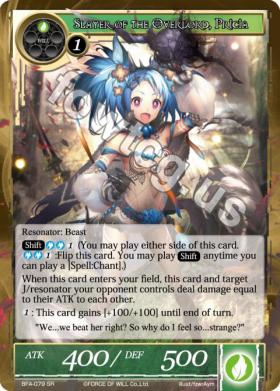 Slayer of the Overlord, Pricia
WILL
1
fowtcg.us
Resonator: Beast
Shift 1 (You may play either side of this card.
1 :Flip this card. You may play Shift anytime you
can play a [Spell:Chant].)
When this card enters your field, this card and target
J/resonator your opponent controls deal damage equal
to their ATK to each other.
1 : This card gains [+100/+100] until end of turn.
"We...we beat her right? So why do I feel so...strange?"
ATK 400/ DEF 500
BFA-079 SR
©FORCE OF WILL Co.,Ltd.